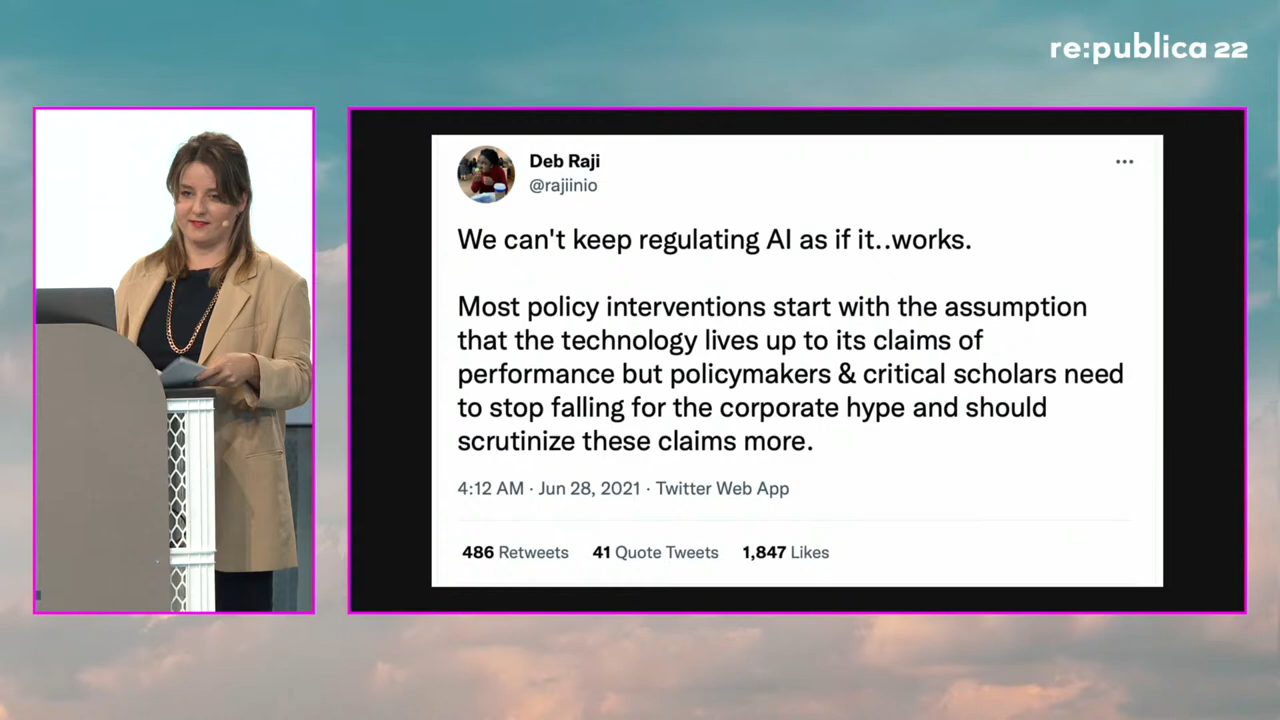 re:publica 22
Deb Raji
@rajiinio
We can't keep regulating AI as if it..works.
Most policy interventions start with the assumption
that the technology lives up to its claims of
performance but policymakers & critical scholars need
to stop falling for the corporate hype and should
scrutinize these claims more.
4:12 AM · Jun 28, 2021 · Twitter Web App
486 Retweets 41 Quote Tweets 1,847 Likes